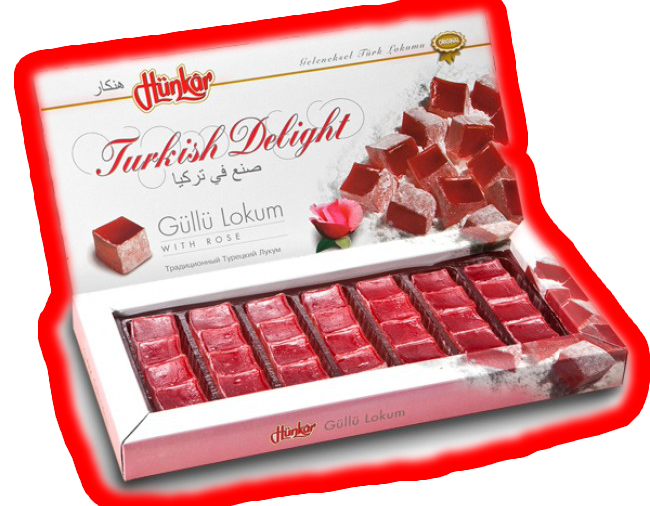 Geleneksel Türk Lokumu
ORIGINAL
هنكار
Hünkar
Turkish Delight
صنع في تركيا
Güllü Lokum
WITH ROSE
Традиционный Турецкий Лукум
Hünkar
Güllü Lokum